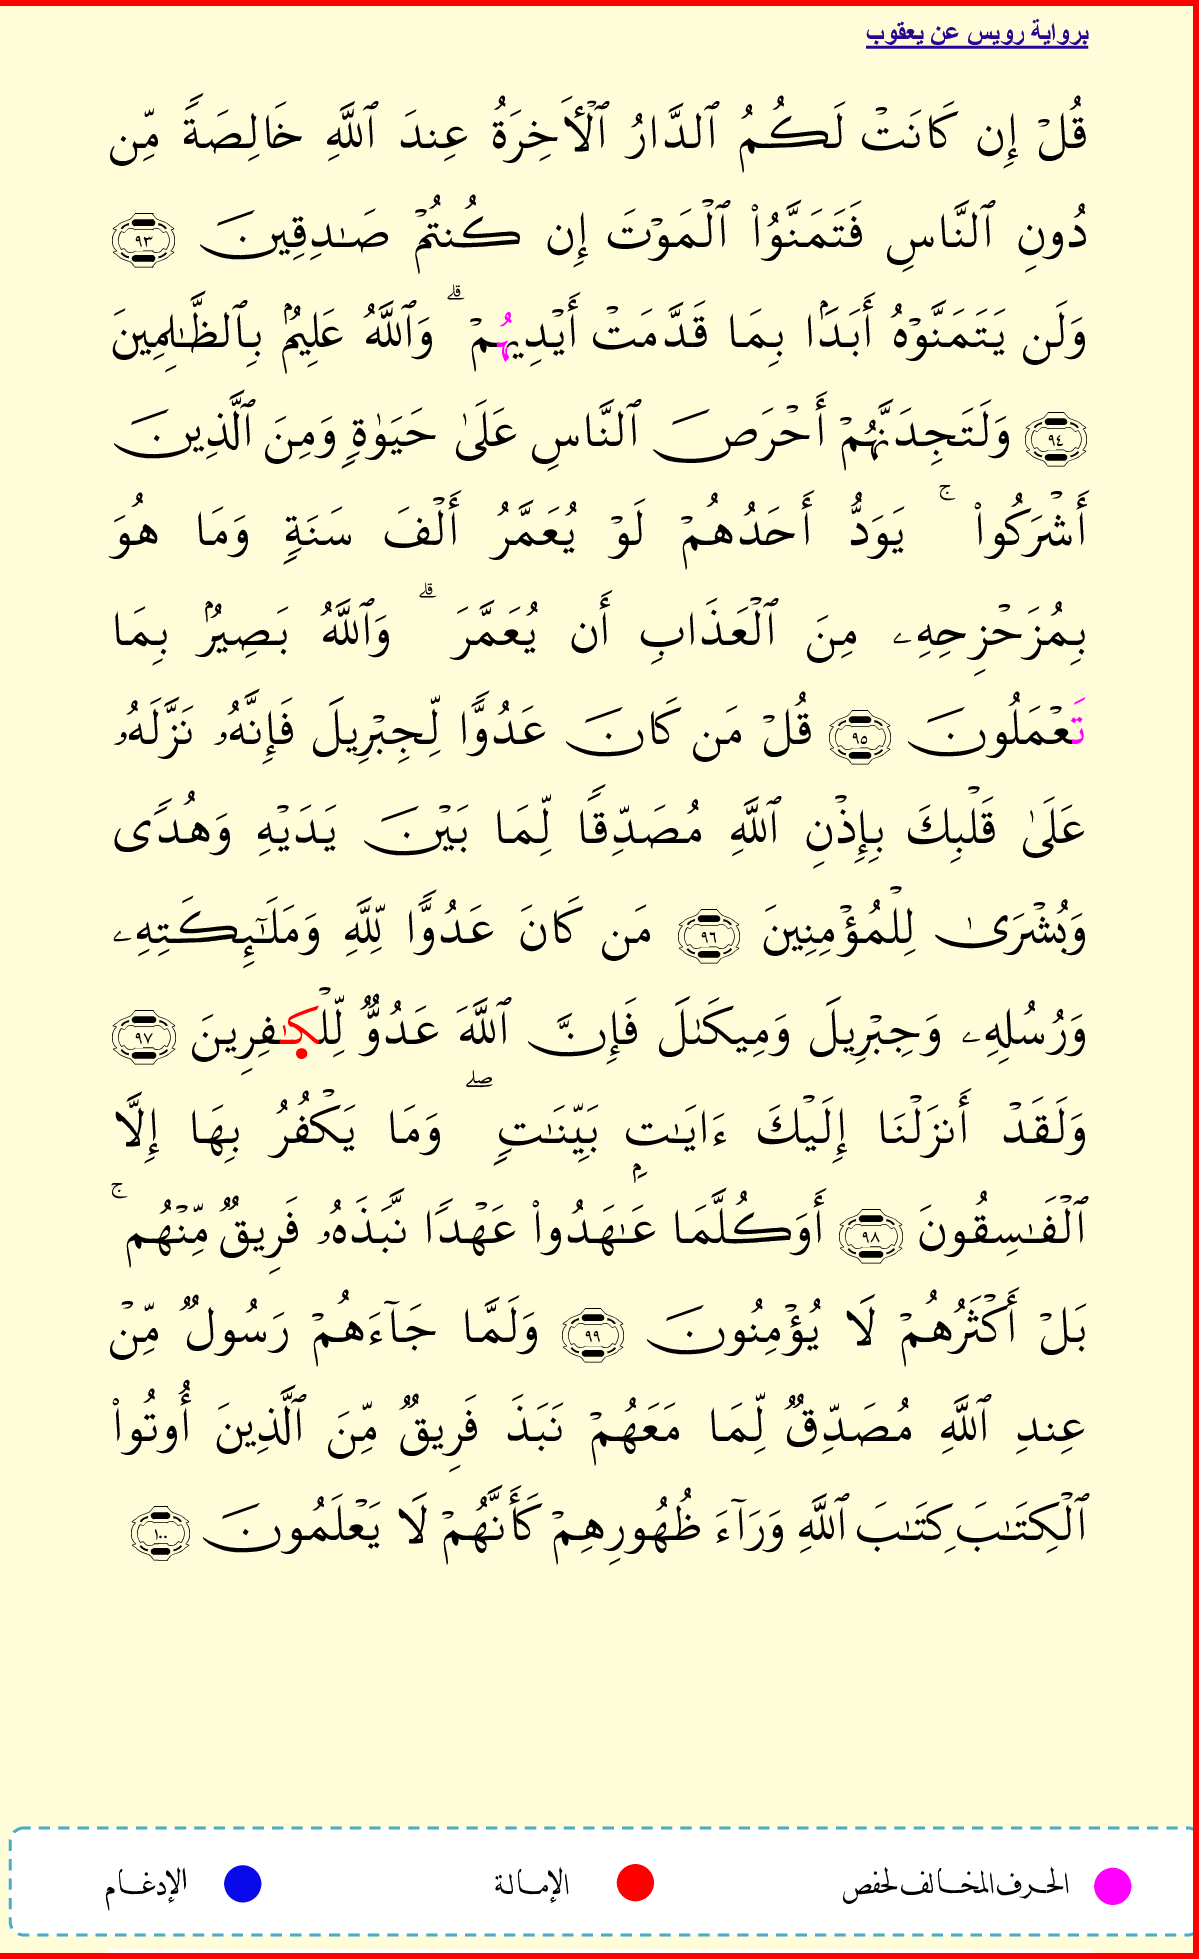 برواية رويس عن يعقوب
قُلۡ إِن كَانَتۡ لَكُمُ ٱلدَّارُ ٱلۡأَخِرَةُ عِندَ ٱللَّهِ خَالِصَةٗ مِّن
دُونِ ٱلنَّاسِ فَتَمَنَّوُاْ ٱلۡمَوۡتَ إِن كُنتُمۡ صَٰدِقِينَ ٩٣
وَلَن يَتَمَنَّوۡهُ أَبَدَۢا بِمَا قَدَّمَتۡ أَيۡدِيهُمۡۚ وَٱللَّهُ عَلِيمُۢ بِٱلظَّٰلِمِينَ
٩٤ وَلَتَجِدَنَّهُمۡ أَحۡرَصَ ٱلنَّاسِ عَلَىٰ حَيَوٰةٖ وَمِنَ ٱلَّذِينَ
أَشۡرَكُواْۚ يَوَدُّ أَحَدُهُمۡ لَوۡ يُعَمَّرُ أَلۡفَ سَنَةٖ وَمَا هُوَ
بِمُزَحۡزِحِهِۦ مِنَ ٱلۡعَذَابِ أَن يُعَمَّرَۗ وَٱللَّهُ بَصِيرُۢ بِمَا
تَعۡمَلُونَ ٩٥ قُلۡ مَن كَانَ عَدُوّٗا لِّجِبۡرِيلَ فَإِنَّهُۥ نَزَّلَهُۥ
عَلَىٰ قَلۡبِكَ بِإِذۡنِ ٱللَّهِ مُصَدِّقٗا لِّمَا بَيۡنَ يَدَيۡهِ وَهُدٗى
وَبُشۡرَىٰ لِلۡمُؤۡمِنِينَ ٩٦ مَن كَانَ عَدُوّٗا لِّلَّهِ وَمَلَٰٓئِكَتِهِۦ
وَرُسُلِهِۦ وَجِبۡرِيلَ وَمِيكَىٰلَ فَإِنَّ ٱللَّهَ عَدُوّٞ لِّلۡكَٰفِرِينَ ٩٧
وَلَقَدۡ أَنزَلۡنَا إِلَيۡكَ ءَايَٰتِۭ بَيِّنَٰتٖۖ وَمَا يَكۡفُرُ بِهَا إِلَّا
ٱلۡفَٰسِقُونَ ٩٨ أَوَكُلَّمَا عَٰهَدُواْ عَهۡدٗا نَّبَذَهُۥ فَرِيقٞ مِّنۡهُمۚ
بَلۡ أَكۡثَرُهُمۡ لَا يُؤۡمِنُونَ ٩٩ وَلَمَّا جَآءَهُمۡ رَسُولٞ مِّنۡ
عِندِ ٱللَّهِ مُصَدِّقٞ لِّمَا مَعَهُمۡ نَبَذَ فَرِيقٞ مِّنَ ٱلَّذِينَ أُوتُواْ
ٱلۡكِتَٰبَ كِتَٰبَ ٱللَّهِ وَرَآءَ ظُهُورِهِمۡ كَأَنَّهُمۡ لَا يَعۡلَمُونَ ١٠٠
الحرف المخالف لحفص الإمالة الإدغام